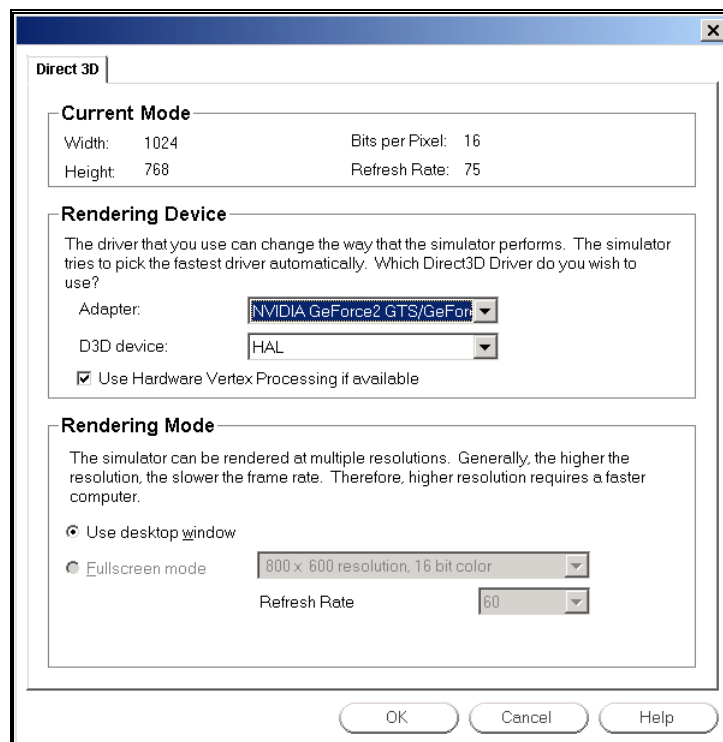 Direct 3D
Current Mode
Width: 1024 Bits per Pixel: 16
Height: 768 Refresh Rate: 75
Rendering Device
The driver that you use can change the way that the simulator performs. The simulator
tries to pick the fastest driver automatically. Which Direct3D Driver do you wish to
use?
Adapter: NVIDIA GeForce2 GTS/GeFor
D3D device: HAL
Use Hardware Vertex Processing if available
Rendering Mode
The simulator can be rendered at multiple resolutions. Generally, the higher the
resolution, the slower the frame rate. Therefore, higher resolution requires a faster
computer.
Use desktop window
Fullscreen mode 800 x 600 resolution, 16 bit color
Refresh Rate 60
OK Cancel Help